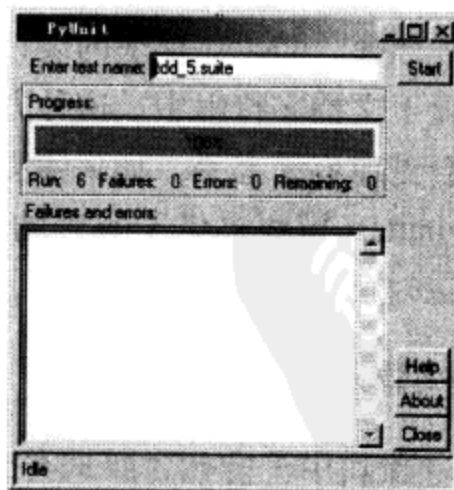 PyUnit
Enter test name: tdd_5.suite
Start
Progress:
100%
Run: 6 Failures: 0 Errors: 0 Remaining: 0
Failures and errors:
Help
About
Close
Idle